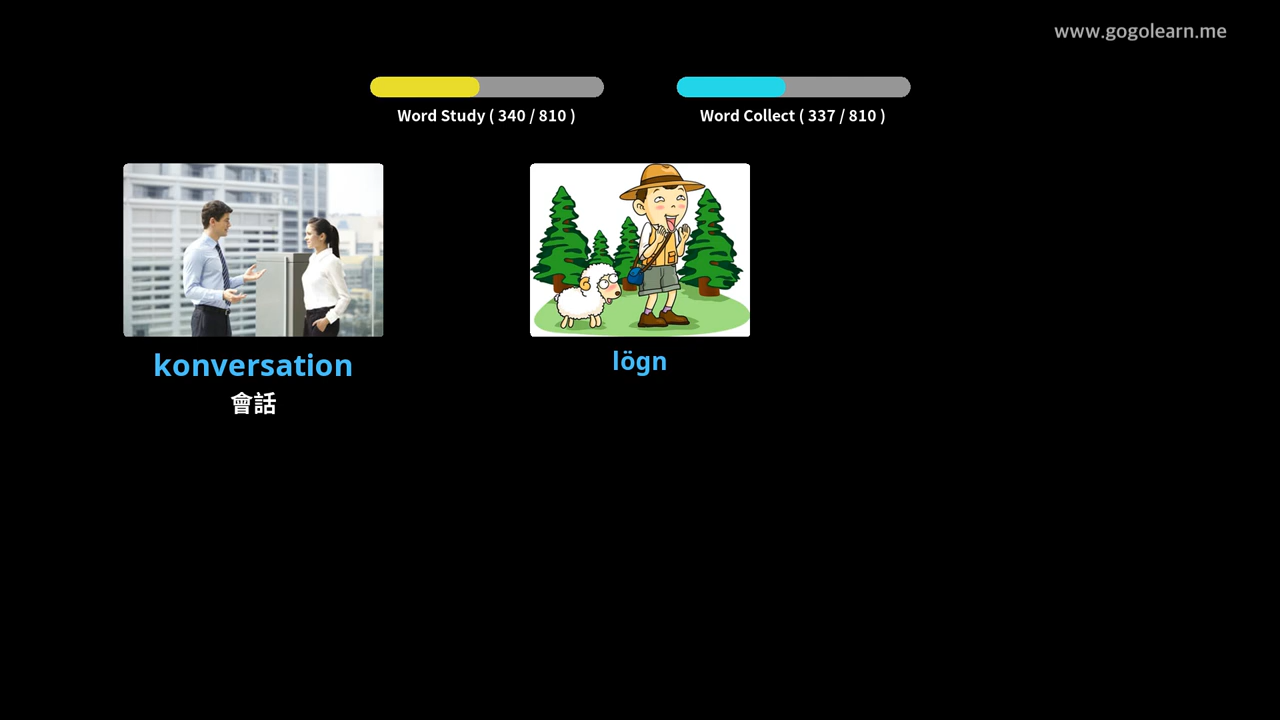 www.gogolearn.me
Word Study ( 340 / 810 )
Word Collect ( 337 / 810 )
konversation
會話
lögn